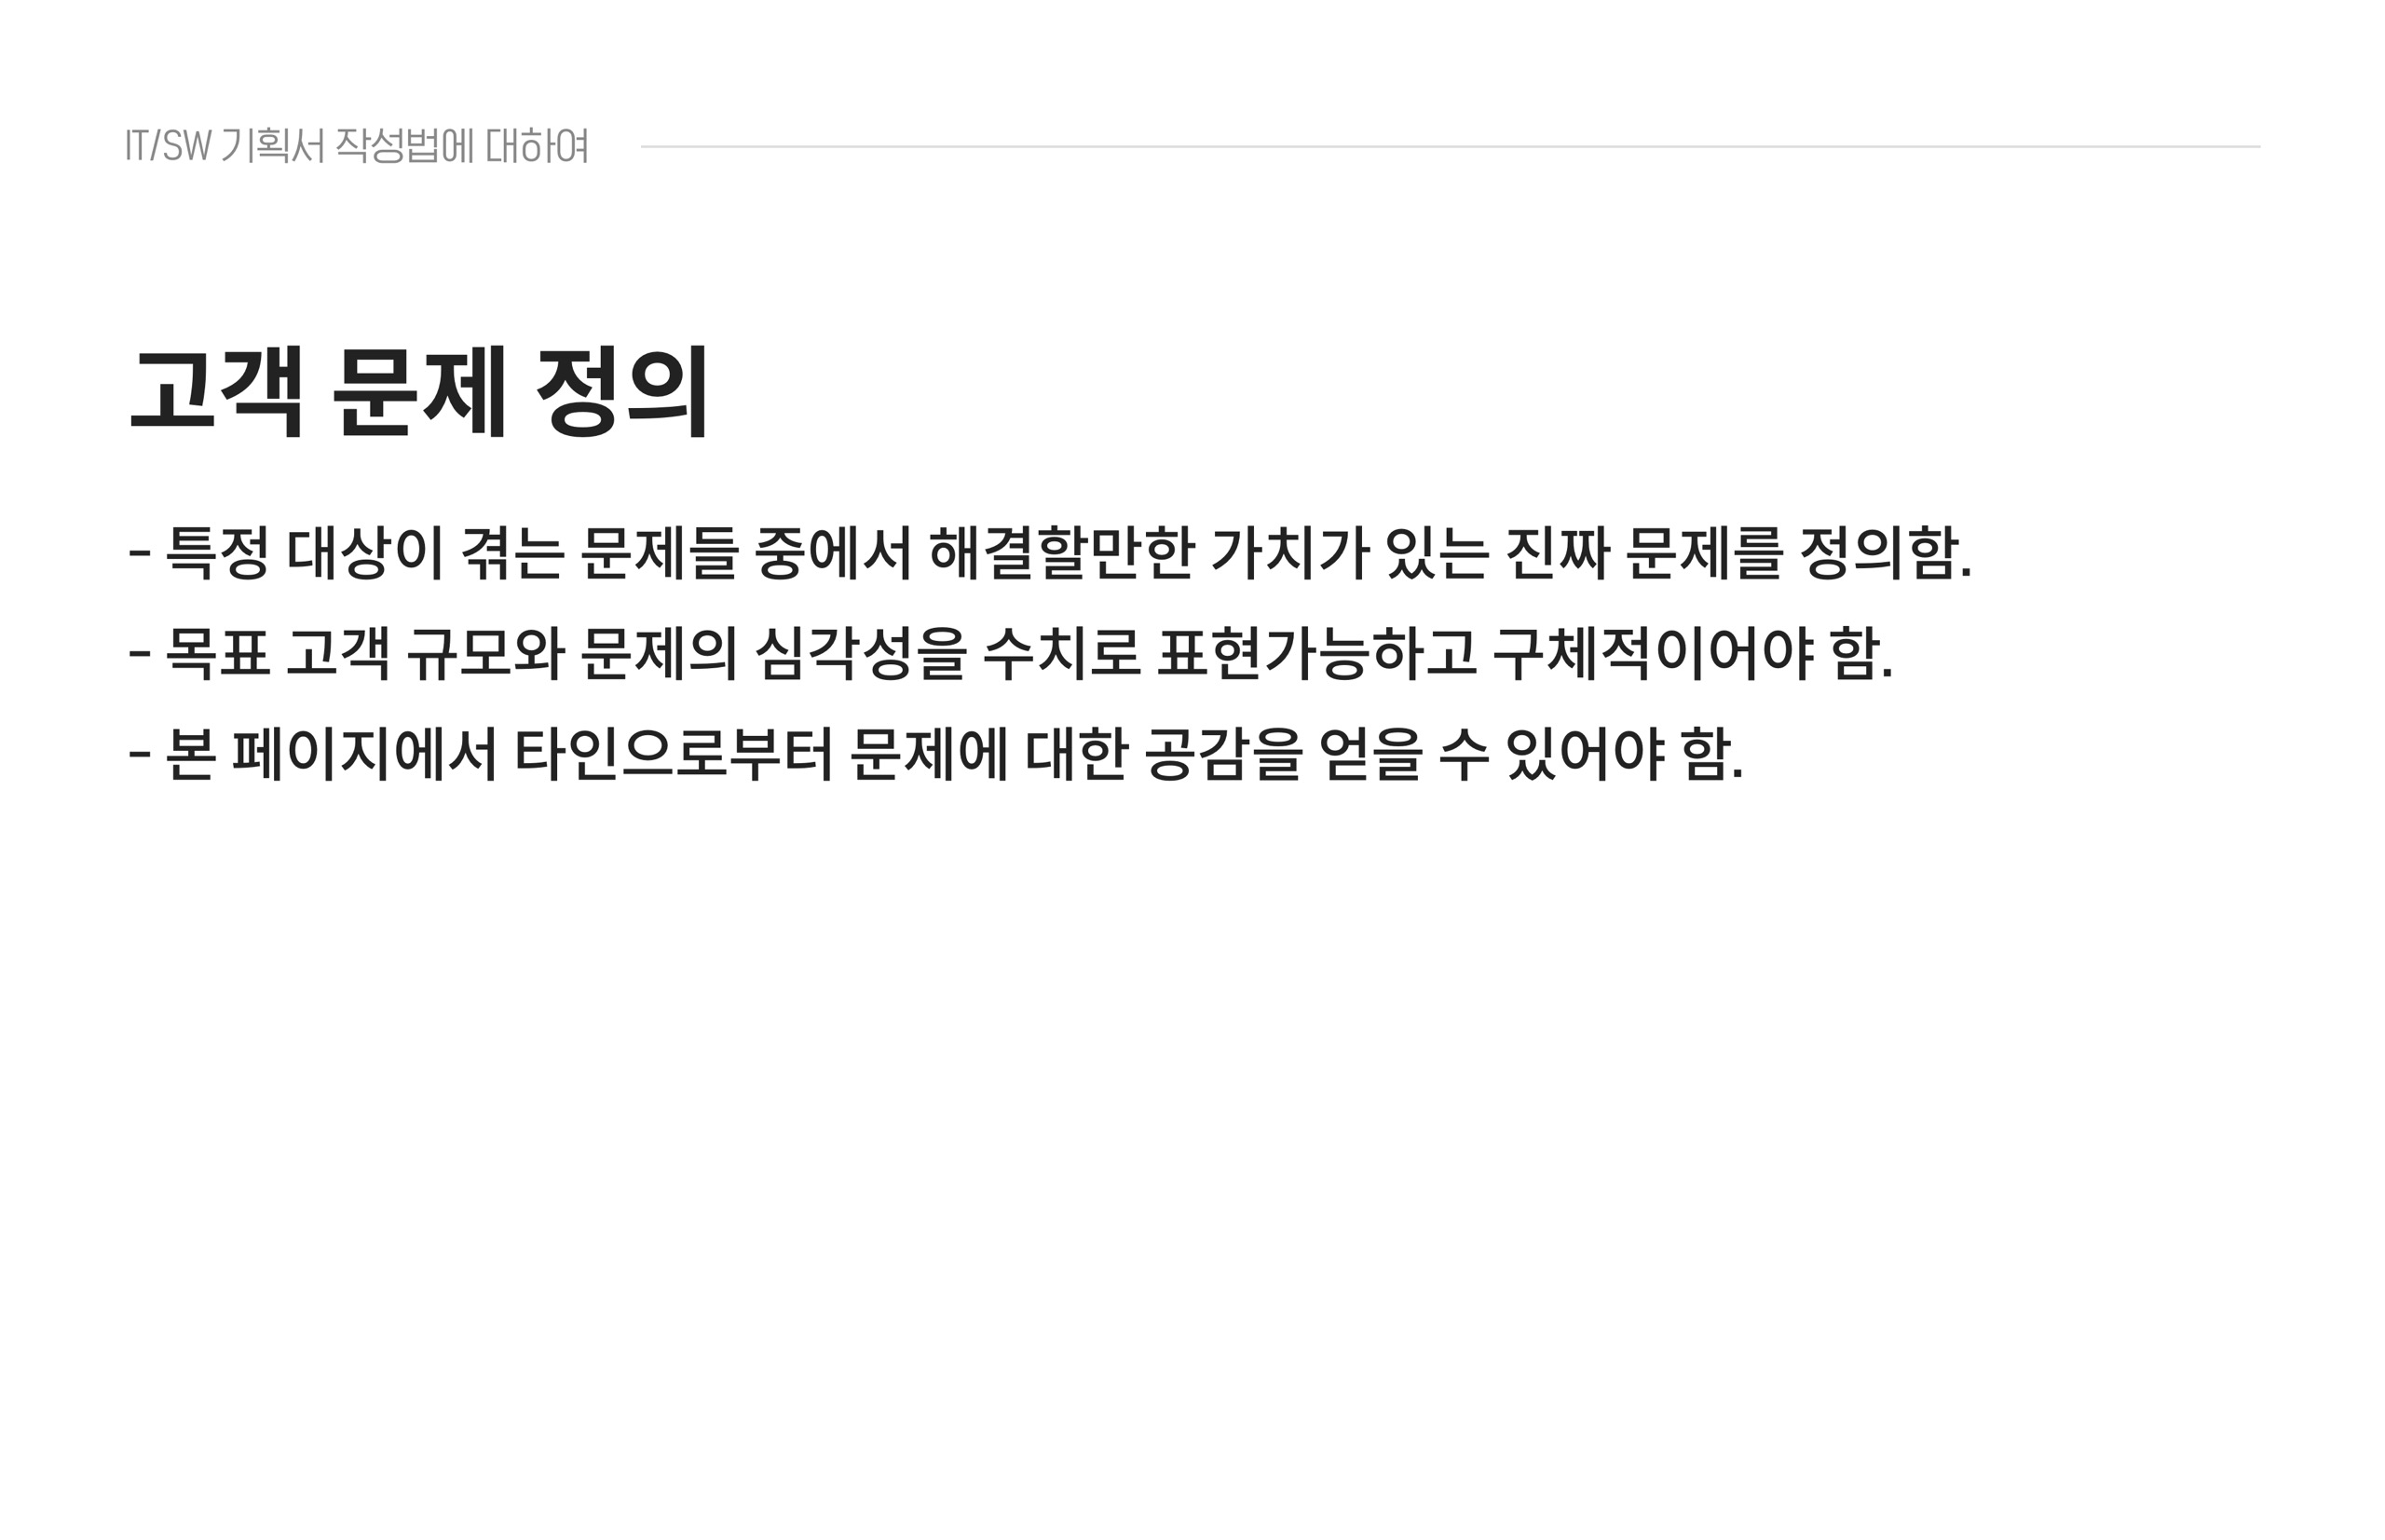 IT/SW 기획서 작성법에 대하여
고객 문제 정의
- 특정 대상이 겪는 문제들 중에서 해결할만한 가치가 있는 진짜 문제를 정의함.
- 목표 고객 규모와 문제의 심각성을 수치로 표현가능하고 구체적이어야 함.
- 본 페이지에서 타인으르부터 문제에 대한 공감을 얻을 수 있어야 함.